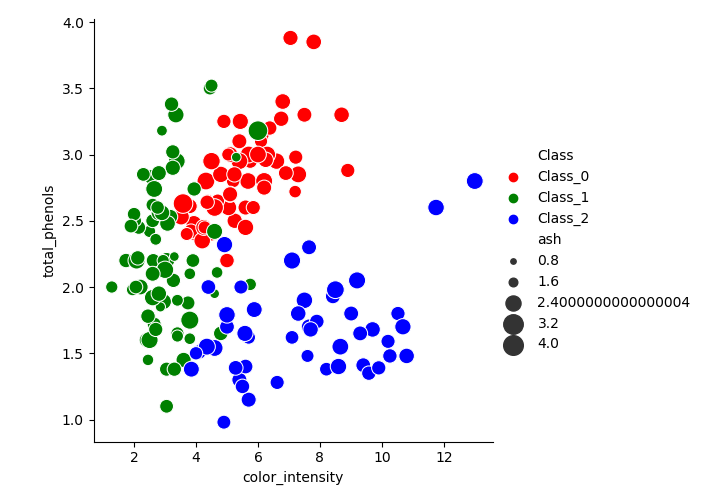 4.0
3.5
3.0
2.5
2.0
1.5
1.0
total_phenols
2 4 6 8 10 12
color_intensity
Class
Class_0
Class_1
Class_2
ash
0.8
1.6
2.4000000000000004
3.2
4.0